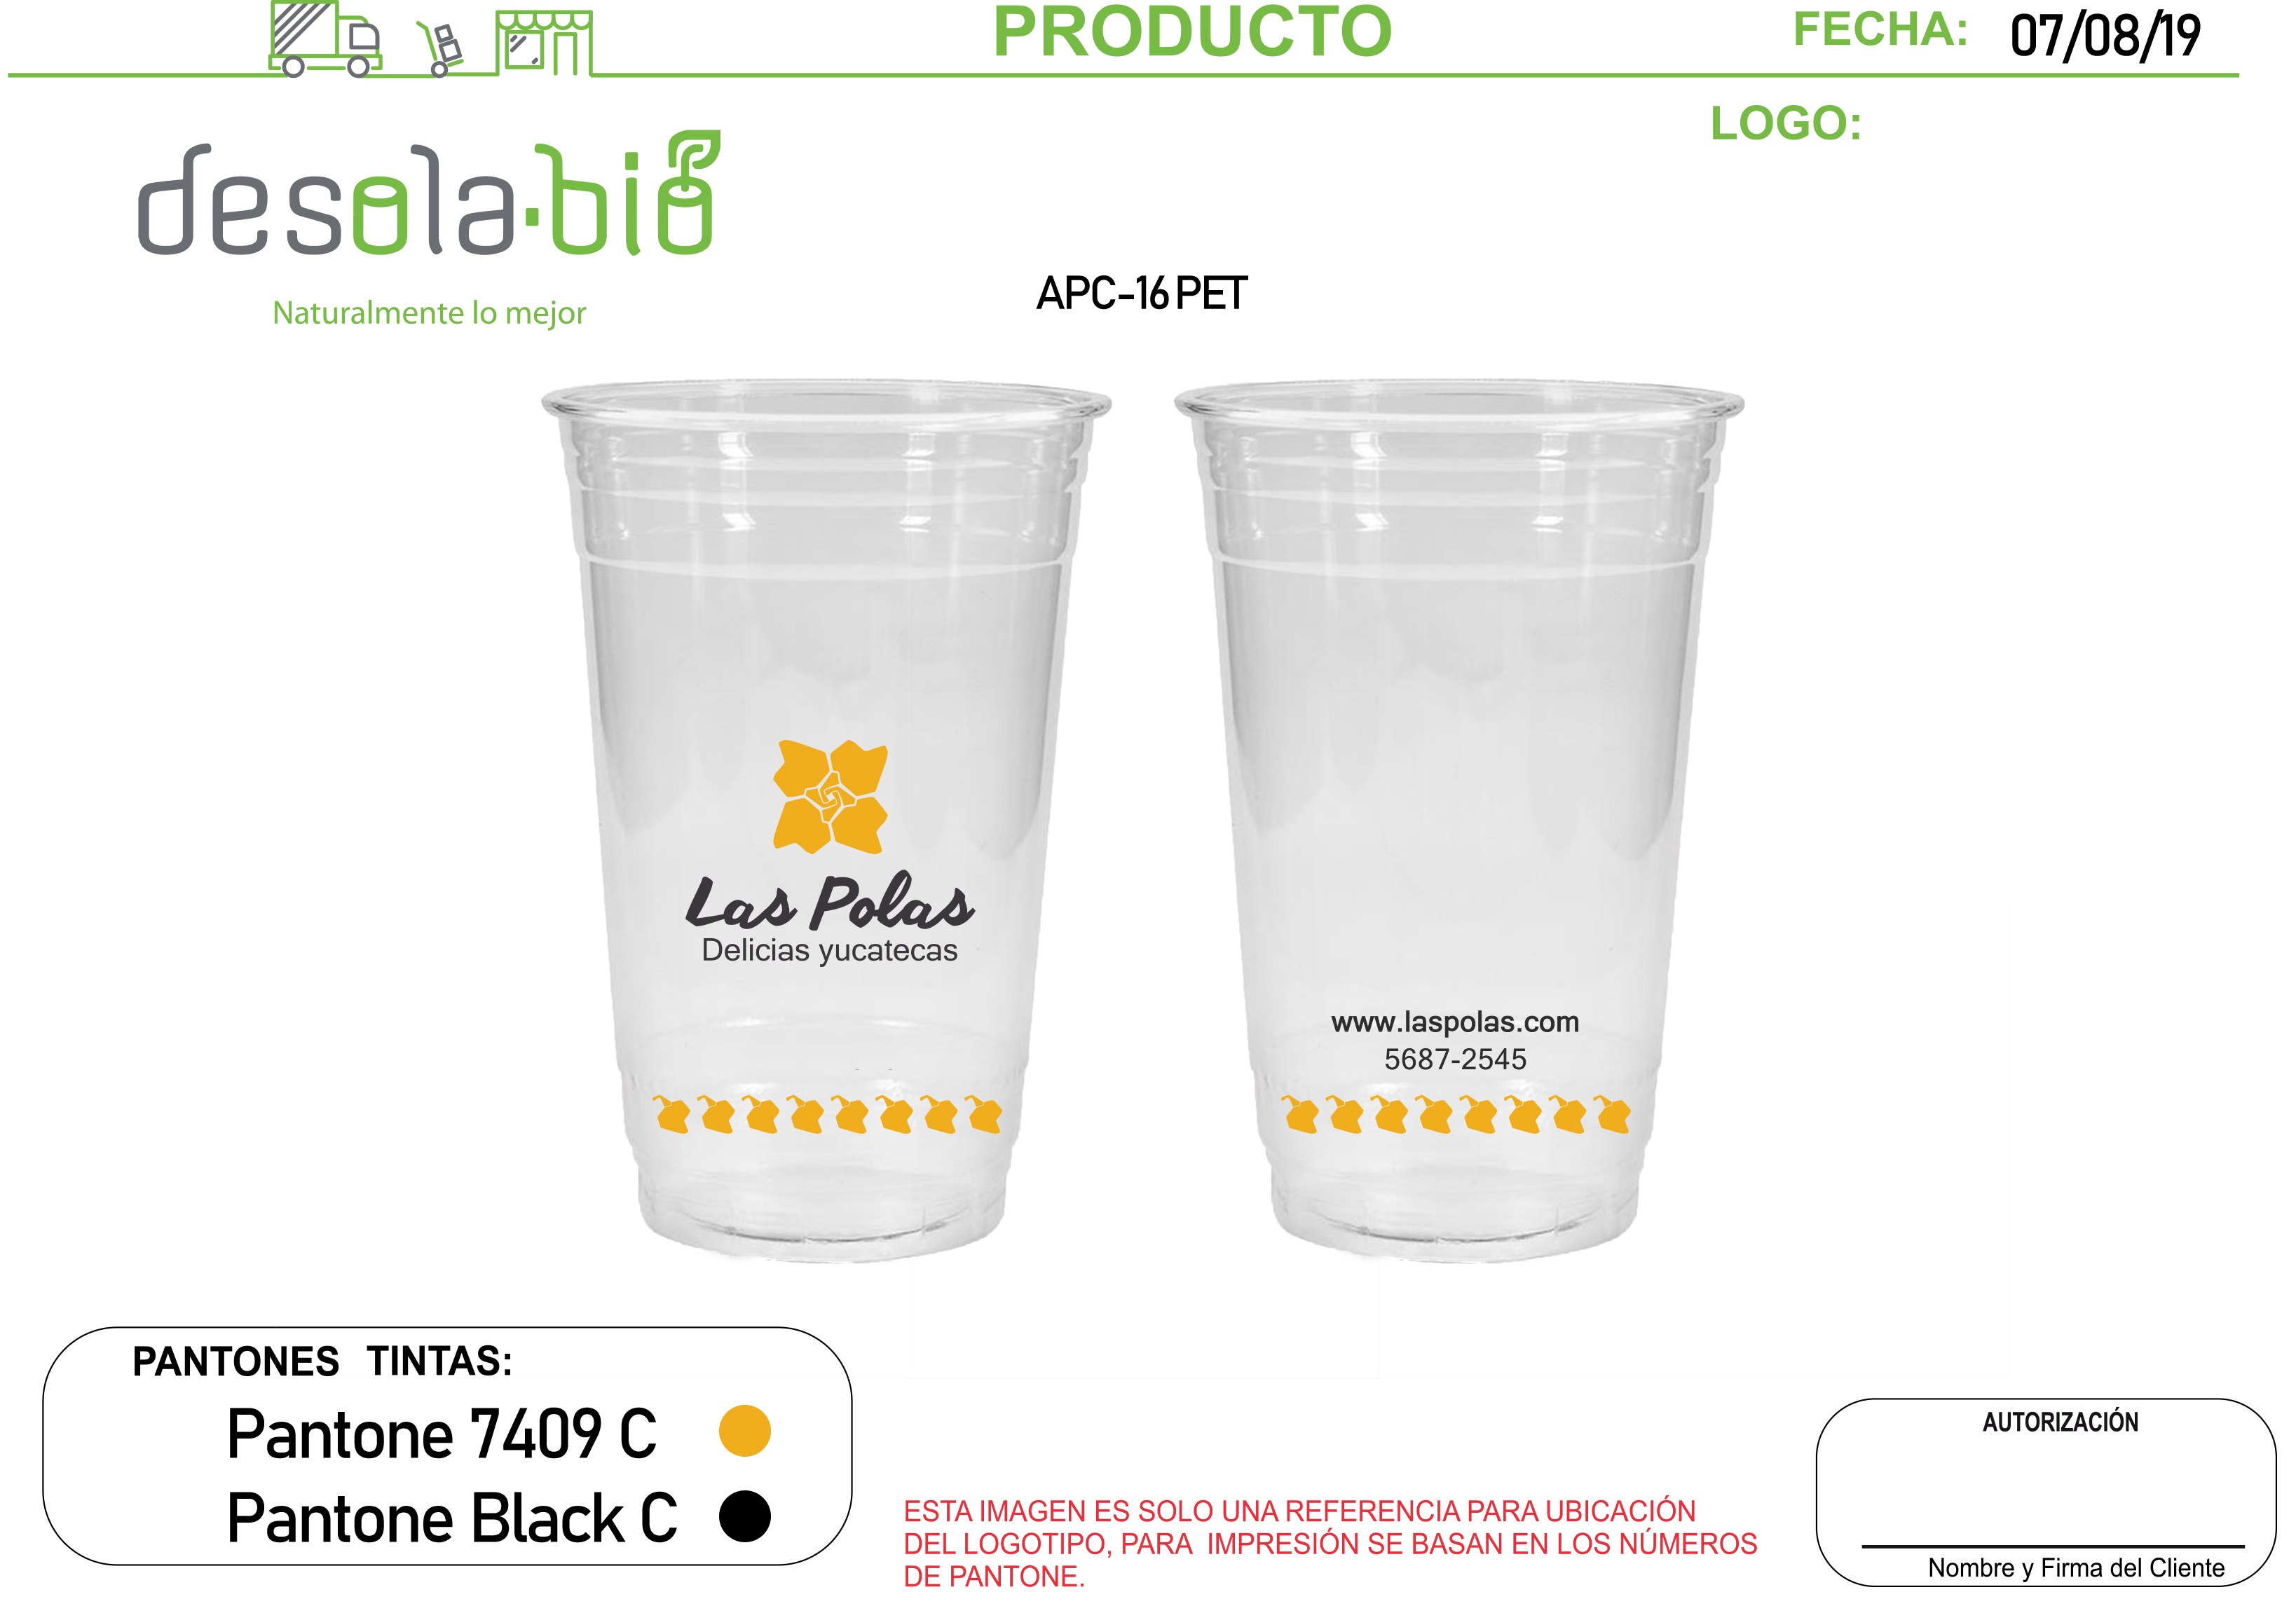 PRODUCTO
FECHA: 07/08/19
LOGO:
desola·bio
Naturalmente lo mejor
APC-16 PET
Las Polas
Delicias yucatecas
www.laspolas.com
5687-2545
PANTONES TINTAS:
Pantone 7409 C
Pantone Black C
ESTA IMAGEN ES SOLO UNA REFERENCIA PARA UBICACIÓN
DEL LOGOTIPO, PARA IMPRESIÓN SE BASAN EN LOS NÚMEROS
DE PANTONE.
AUTORIZACIÓN
Nombre y Firma del Cliente